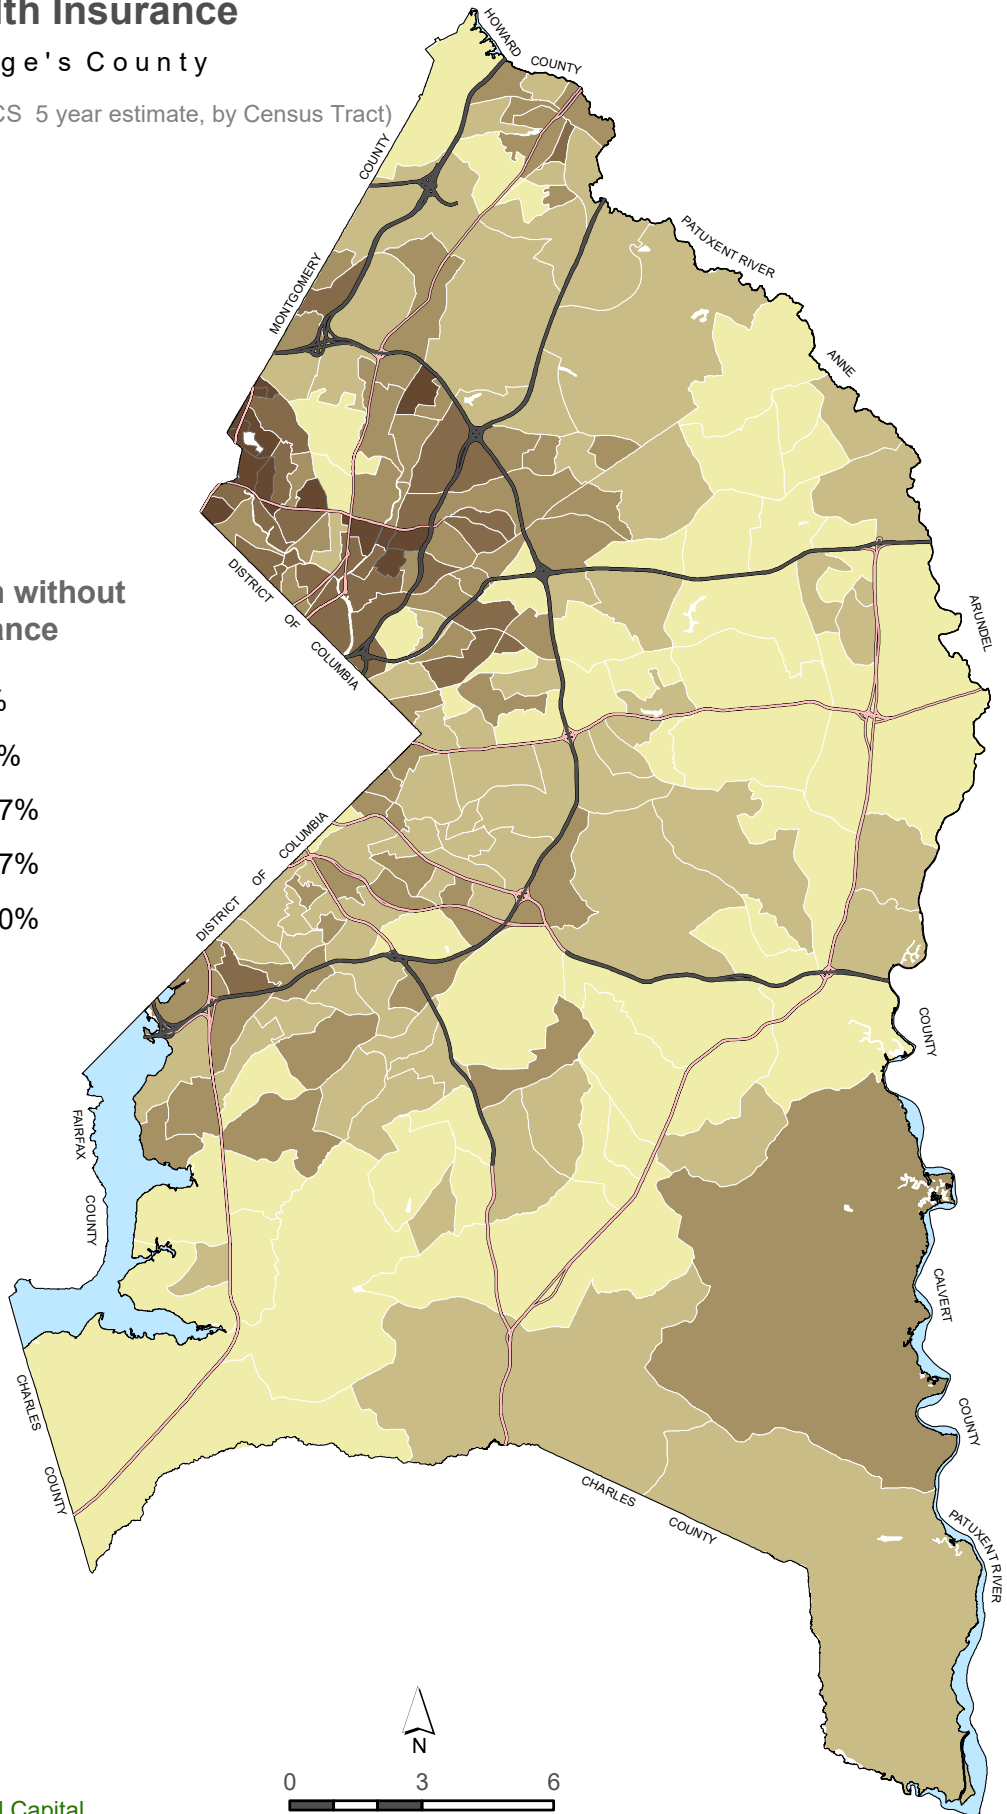 lth Insurance
ge's County
CS 5 year estimate, by Census Tract)
HOWARD COUNTY
COUNTY
MONTGOMERY
PATUXENT RIVER
ANNE
ARUNDEL
DISTRICT OF COLUMBIA
n without
ance
%
%
7%
7%
0%
DISTRICT OF COLUMBIA
COUNTY
FAIRFAX
COUNTY
CALVERT
COUNTY
CHARLES
COUNTY
CHARLES
COUNTY
PATUXENT RIVER
N
0 3 6
l Capital